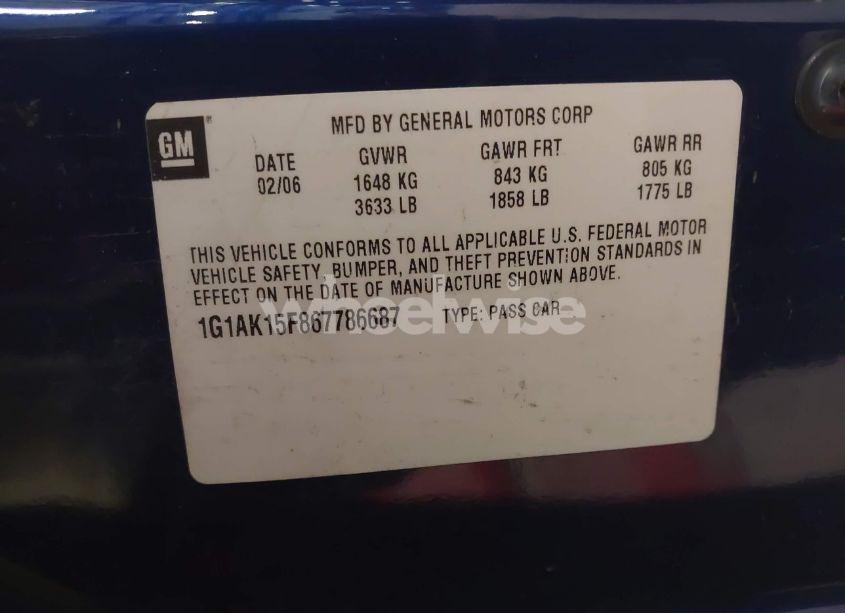 GM
MFD BY GENERAL MOTORS CORP
DATE GVWR GAWR FRT GAWR RR
02/06 1648 KG 843 KG 805 KG
3633 LB 1858 LB 1775 LB
THIS VEHICLE CONFORMS TO ALL APPLICABLE U.S. FEDERAL MOTOR
VEHICLE SAFETY, BUMPER, AND THEFT PREVENTION STANDARDS IN
EFFECT ON THE DATE OF MANUFACTURE SHOWN ABOVE.
1G1AK15F867786687 TYPE: PASS CAR
wheelwise